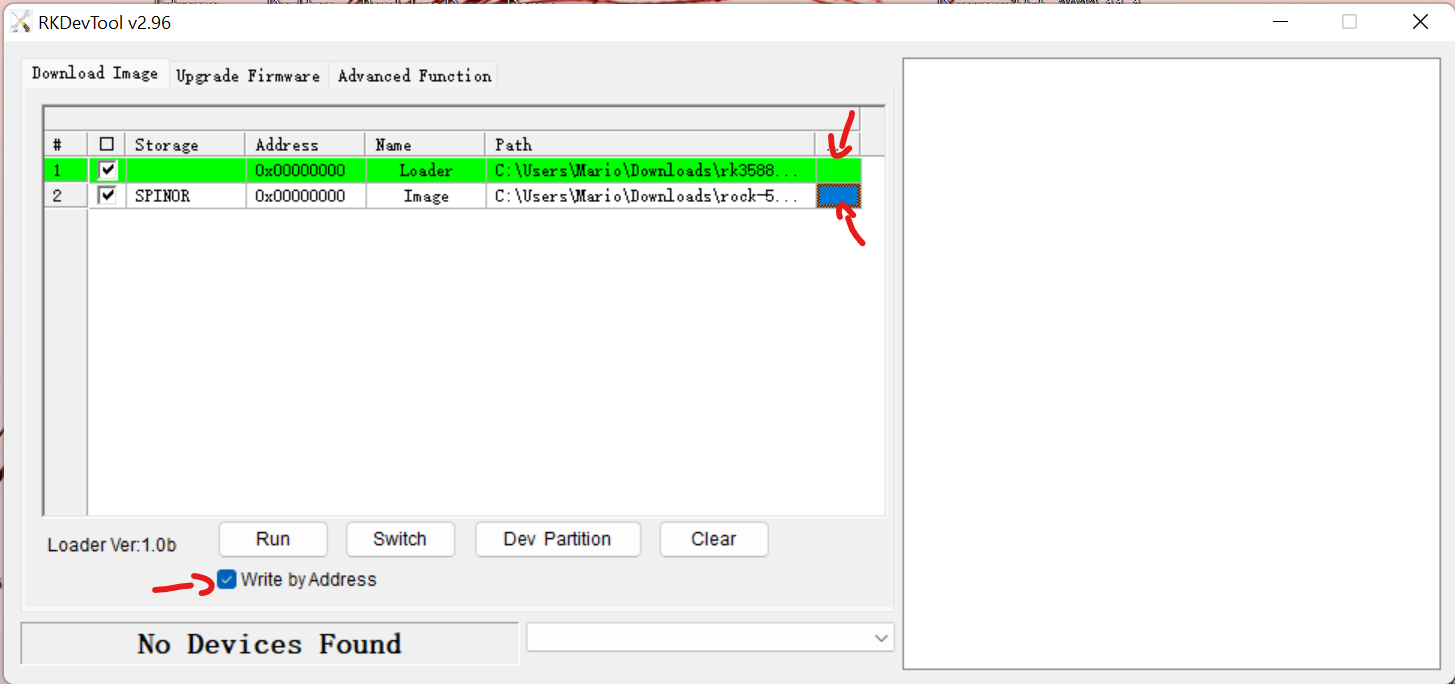 RKDevTool v2.96
Download Image Upgrade Firmware Advanced Function
# Storage Address Name Path
1 0x00000000 Loader C:\Users\Mario\Downloads\rk3588...
2 SPINOR 0x00000000 Image C:\Users\Mario\Downloads\rock-5...
Loader Ver:1.0b Run Switch Dev Partition Clear
Write by Address
No Devices Found